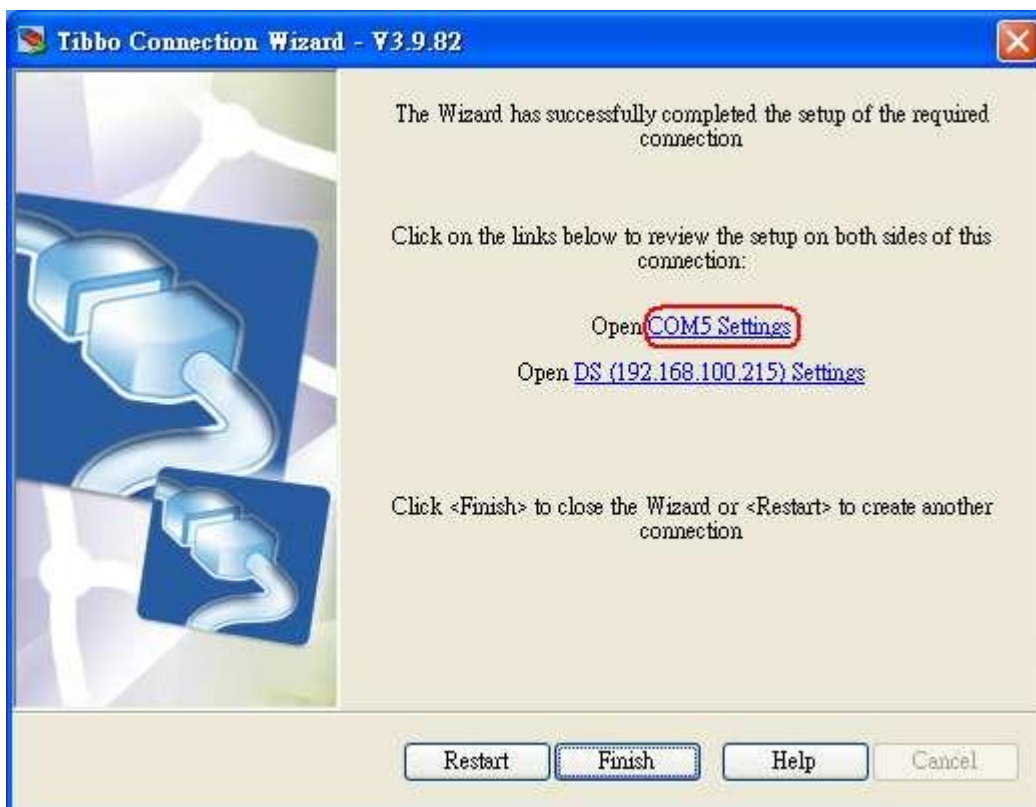 Tibbo Connection Wizard - V3.9.82
The Wizard has successfully completed the setup of the required
connection
Click on the links below to review the setup on both sides of this
connection:
Open COM5 Settings
Open DS (192.168.100.215) Settings
Click <Finish> to close the Wizard or <Restart> to create another
connection
Restart Finish Help Cancel